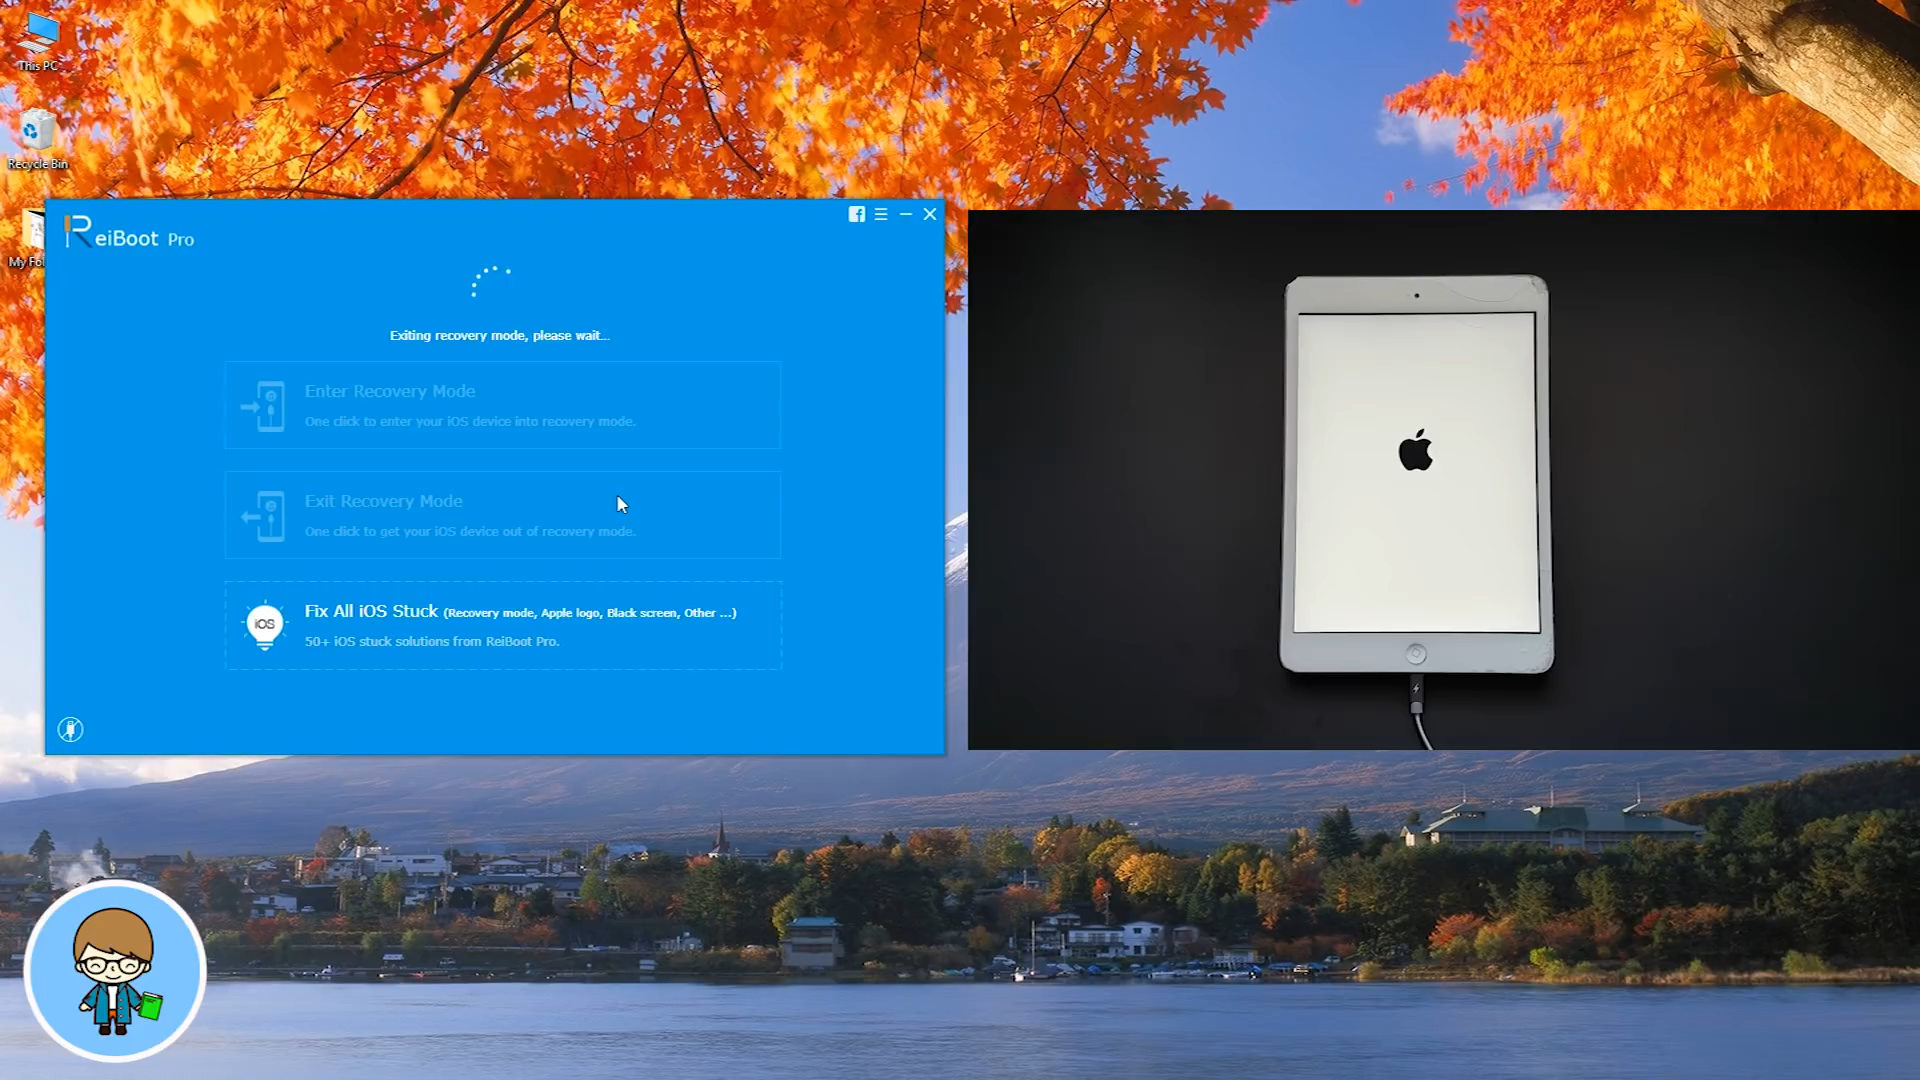 This PC
Recycle Bin
My Fol
ReiBoot Pro
Exiting recovery mode, please wait...
Enter Recovery Mode
One click to enter your iOS device into recovery mode.
Exit Recovery Mode
One click to get your iOS device out of recovery mode.
Fix All iOS Stuck (Recovery mode, Apple logo, Black screen, Other ...)
50+ iOS stuck solutions from ReiBoot Pro.
iOS